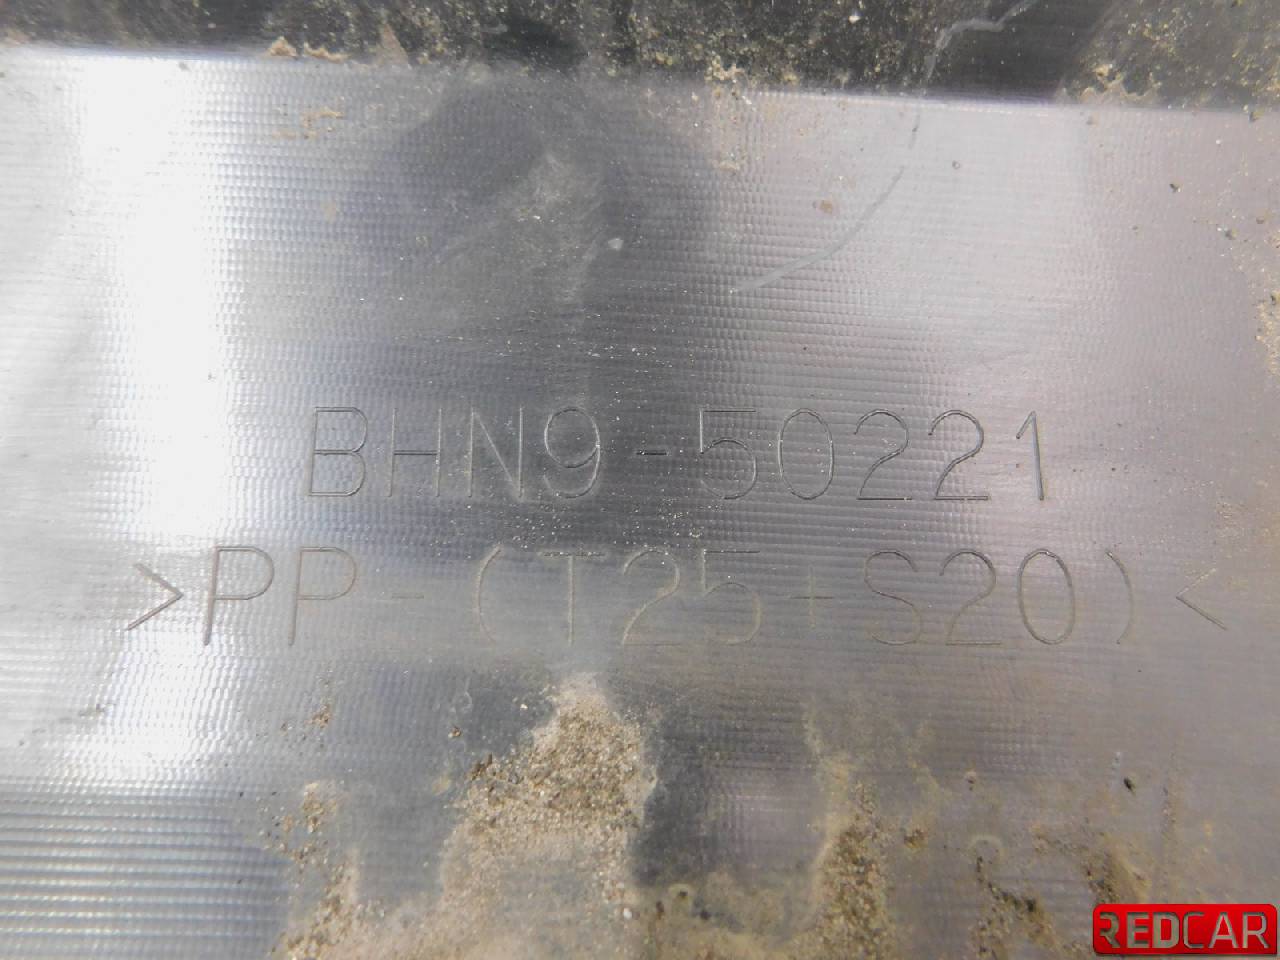 BHN9-50221
>PP-(T25+S20)<
REDCAR